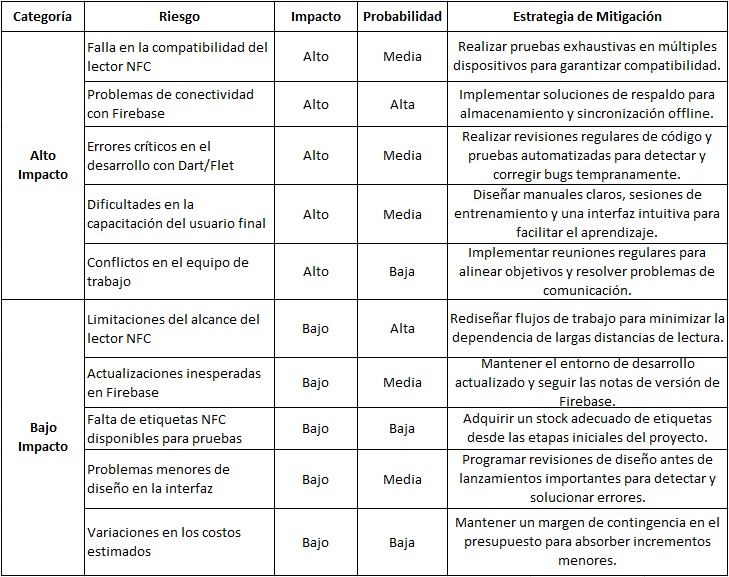 Categoría Riesgo Impacto Probabilidad Estrategia de Mitigación
Alto
Impacto
Falla en la compatibilidad del
lector NFC
Alto
Media
Realizar pruebas exhaustivas en múltiples
dispositivos para garantizar compatibilidad.
Problemas de conectividad
con Firebase
Alto
Alta
Implementar soluciones de respaldo para
almacenamiento y sincronización offline.
Errores críticos en el
desarrollo con Dart/Flet
Alto
Media
Realizar revisiones regulares de código y
pruebas automatizadas para detectar y
corregir bugs tempranamente.
Dificultades en la
capacitación del usuario final
Alto
Media
Diseñar manuales claros, sesiones de
entrenamiento y una interfaz intuitiva para
facilitar el aprendizaje.
Conflictos en el equipo de
trabajo
Alto
Baja
Implementar reuniones regulares para
alinear objetivos y resolver problemas de
comunicación.
Bajo
Impacto
Limitaciones del alcance del
lector NFC
Bajo
Alta
Rediseñar flujos de trabajo para minimizar la
dependencia de largas distancias de lectura.
Actualizaciones inesperadas
en Firebase
Bajo
Media
Mantener el entorno de desarrollo
actualizado y seguir las notas de versión de
Firebase.
Falta de etiquetas NFC
disponibles para pruebas
Bajo
Baja
Adquirir un stock adecuado de etiquetas
desde las etapas iniciales del proyecto.
Problemas menores de
diseño en la interfaz
Bajo
Media
Programar revisiones de diseño antes de
lanzamientos importantes para detectar y
solucionar errores.
Variaciones en los costos
estimados
Bajo
Baja
Mantener un margen de contingencia en el
presupuesto para absorber incrementos
menores.